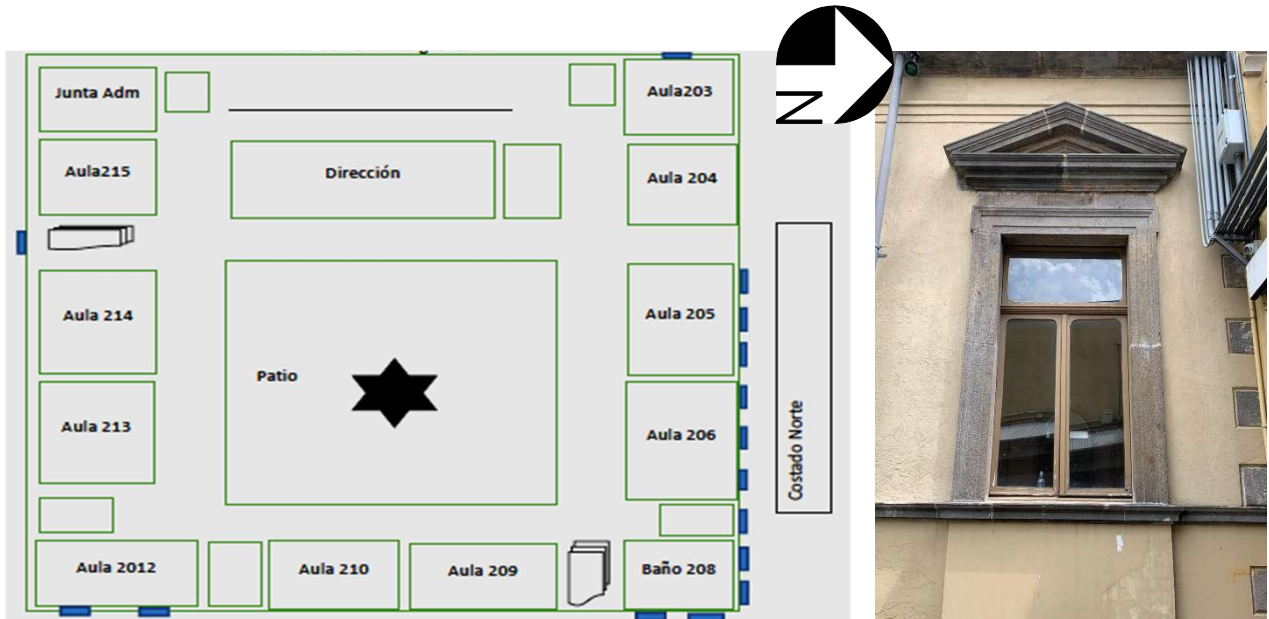 Junta Adm
Aula203
Aula215
Dirección
Aula 204
Aula 214
Aula 205
Patio
Aula 213
Aula 206
Costado Norte
Aula 2012
Aula 210
Aula 209
Baño 208
N